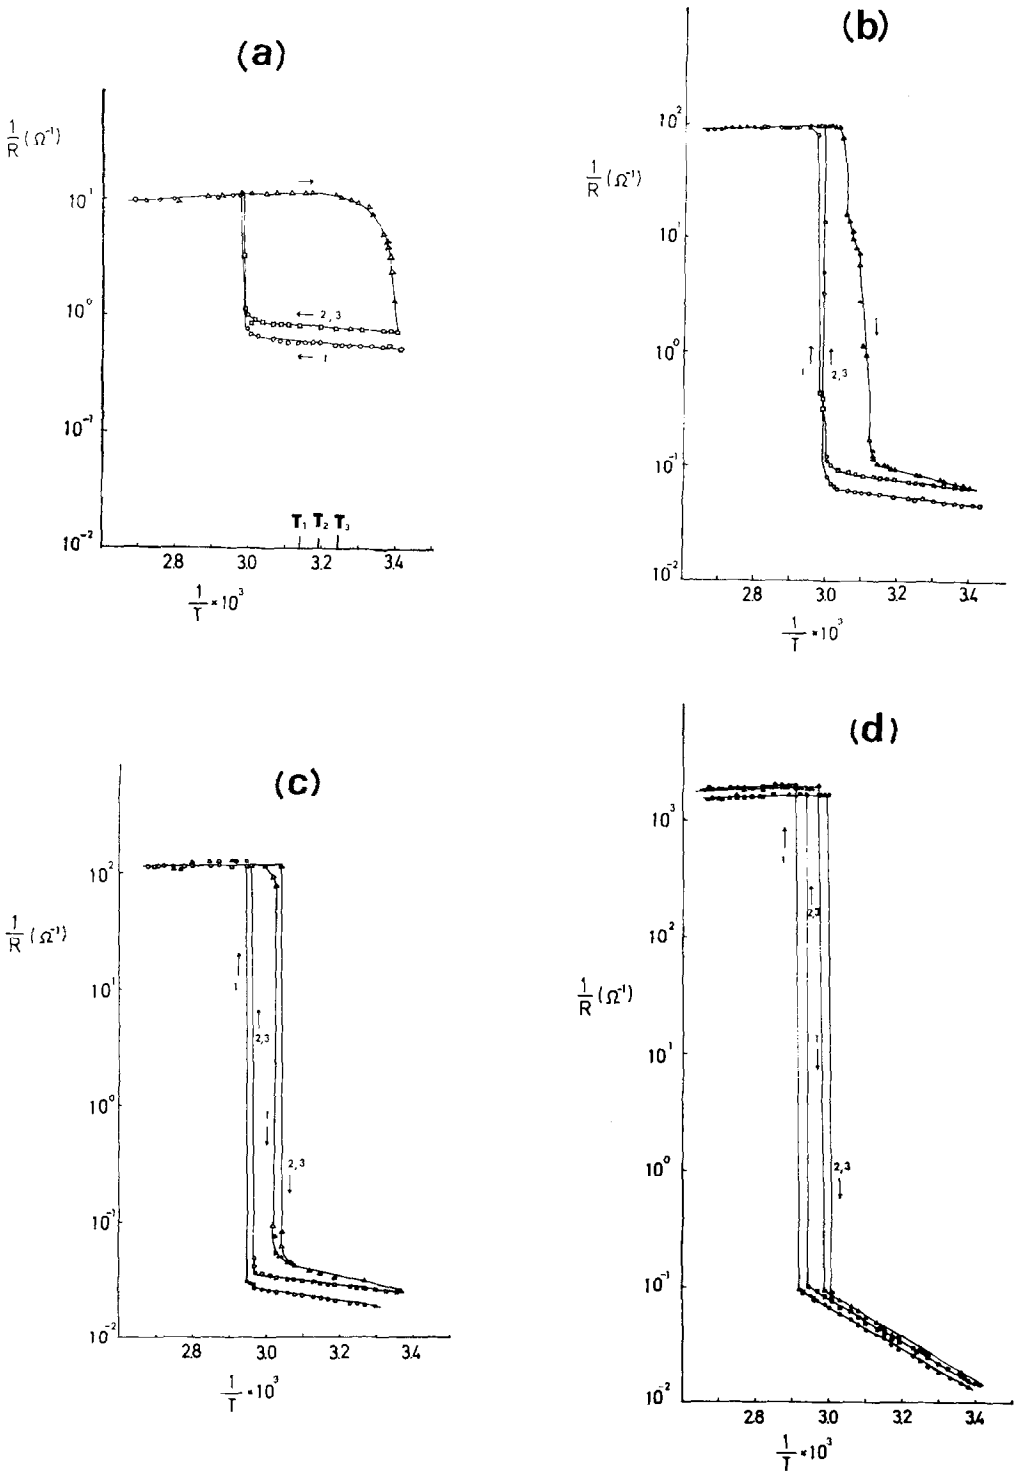 (a)
1/R (Ω⁻¹)
10¹
10⁰
10⁻¹
10⁻²
→
← 2,3
← 1
T₁ T₂ T₃
2.8 3.0 3.2 3.4
1/T × 10³
(b)
1/R (Ω⁻¹)
10²
10¹
10⁰
10⁻¹
10⁻²
1 ↑ ↑ 2,3 ↓
2.8 3.0 3.2 3.4
1/T × 10³
(c)
1/R (Ω⁻¹)
10²
10¹
10⁰
10⁻¹
10⁻²
↑
1
↑
2,3
1
↓
2,3
↓
2.8 3.0 3.2 3.4
1/T × 10³
(d)
1/R (Ω⁻¹)
10³
10²
10¹
10⁰
10⁻¹
10⁻²
↑
1
↑
2,3
1
↓
2,3
↓
2.8 3.0 3.2 3.4
1/T × 10³